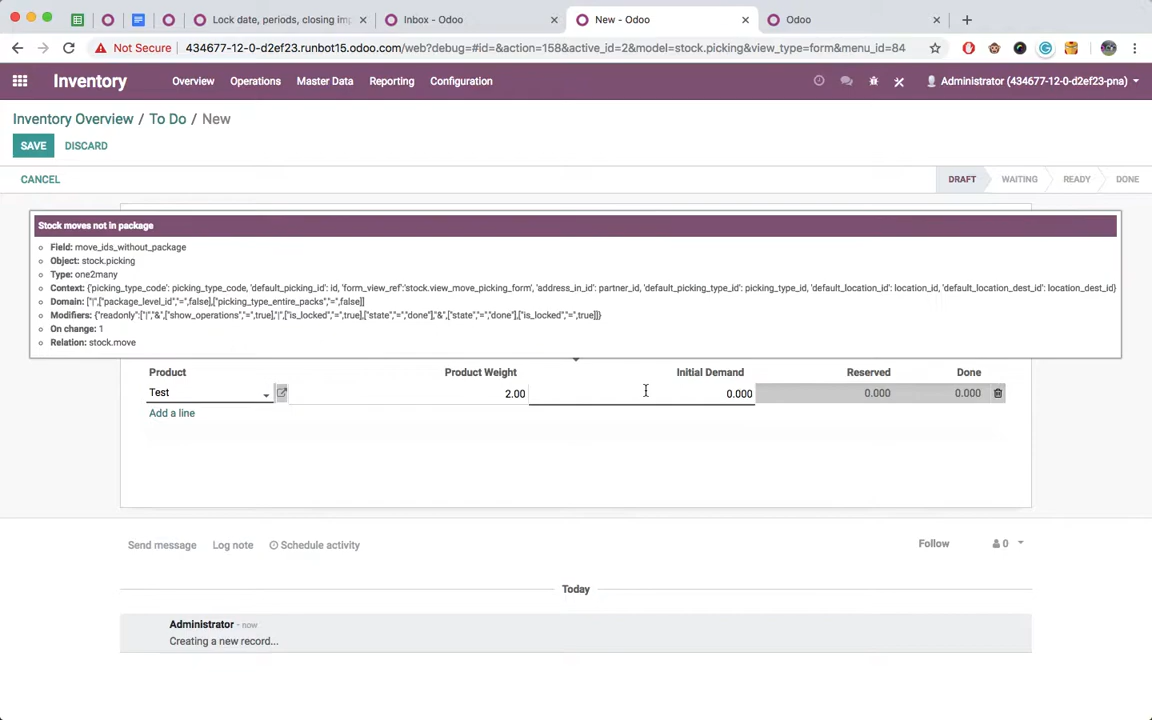 Lock date, periods, closing im
Inbox - Odoo
New - Odoo
Odoo
Not Secure
434677-12-0-d2ef23.runbot15.odoo.com/web?debug=#id=&action=158&active_id=2&model=stock.picking&view_type=form&menu_id=84
Inventory
Overview
Operations
Master Data
Reporting
Configuration
Administrator (434677-12-0-d2ef23-pna)
Inventory Overview / To Do / New
SAVE
DISCARD
CANCEL
DRAFT
WAITING
READY
DONE
Stock moves not in package
Field: move_ids_without_package
Object: stock.picking
Type: one2many
Context: {'picking_type_code': picking_type_code, 'default_picking_id': id, 'form_view_ref':'stock.view_move_picking_form', 'address_in_id': partner_id, 'default_picking_type_id': picking_type_id, 'default_location_id': location_id, 'default_location_dest_id': location_dest_id}
Domain: ["|",["package_level_id","=",false],["picking_type_entire_packs","=",false]]
Modifiers: {"readonly":["|","&",["show_operations","=",true],"|",["is_locked","=",true],["state","=","done"],"&",["state","=","done"],["is_locked","=",true]]}
On change: 1
Relation: stock.move
Product
Product Weight
Initial Demand
Reserved
Done
Test
2.00
0.000
0.000
0.000
Add a line
Send message
Log note
Schedule activity
Follow
0
Today
Administrator - now
Creating a new record...